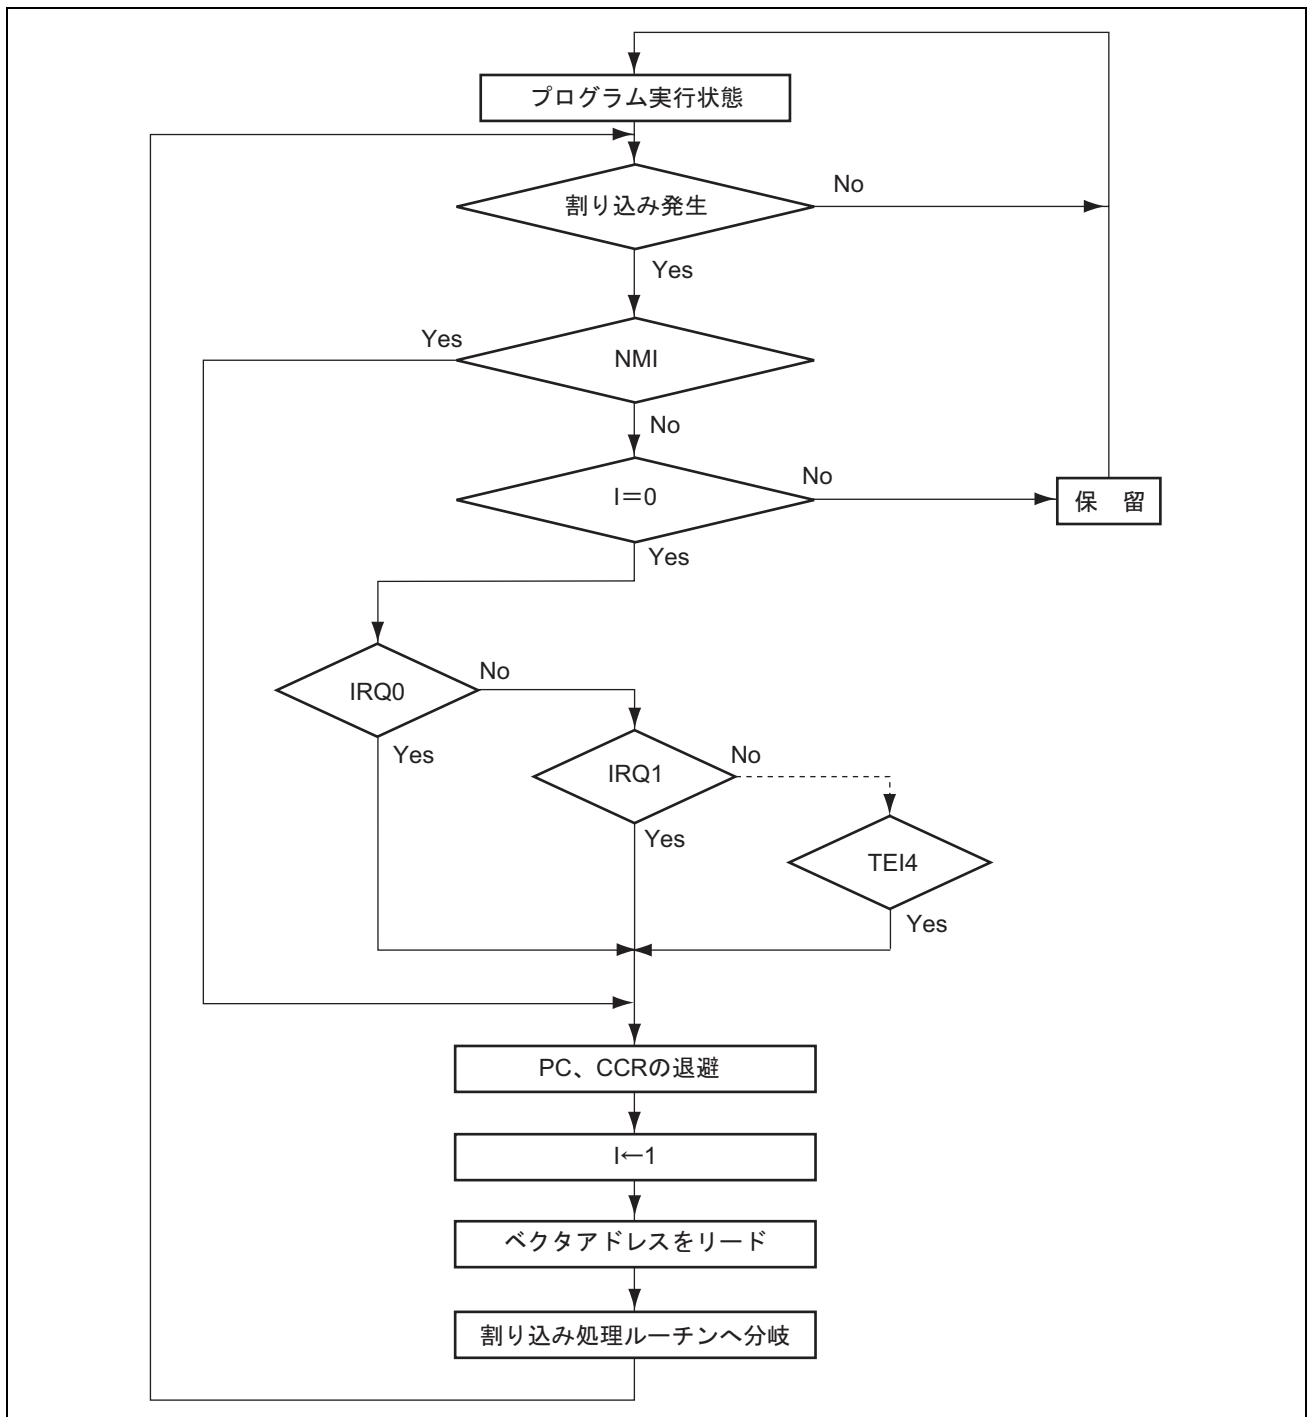 プログラム実行状態
割り込み発生
No
Yes
Yes
NMI
No
I＝0
No
保　留
Yes
IRQ0
No
Yes
IRQ1
No
Yes
TEI4
Yes
PC、CCRの退避
I←1
ベクタアドレスをリード
割り込み処理ルーチンへ分岐